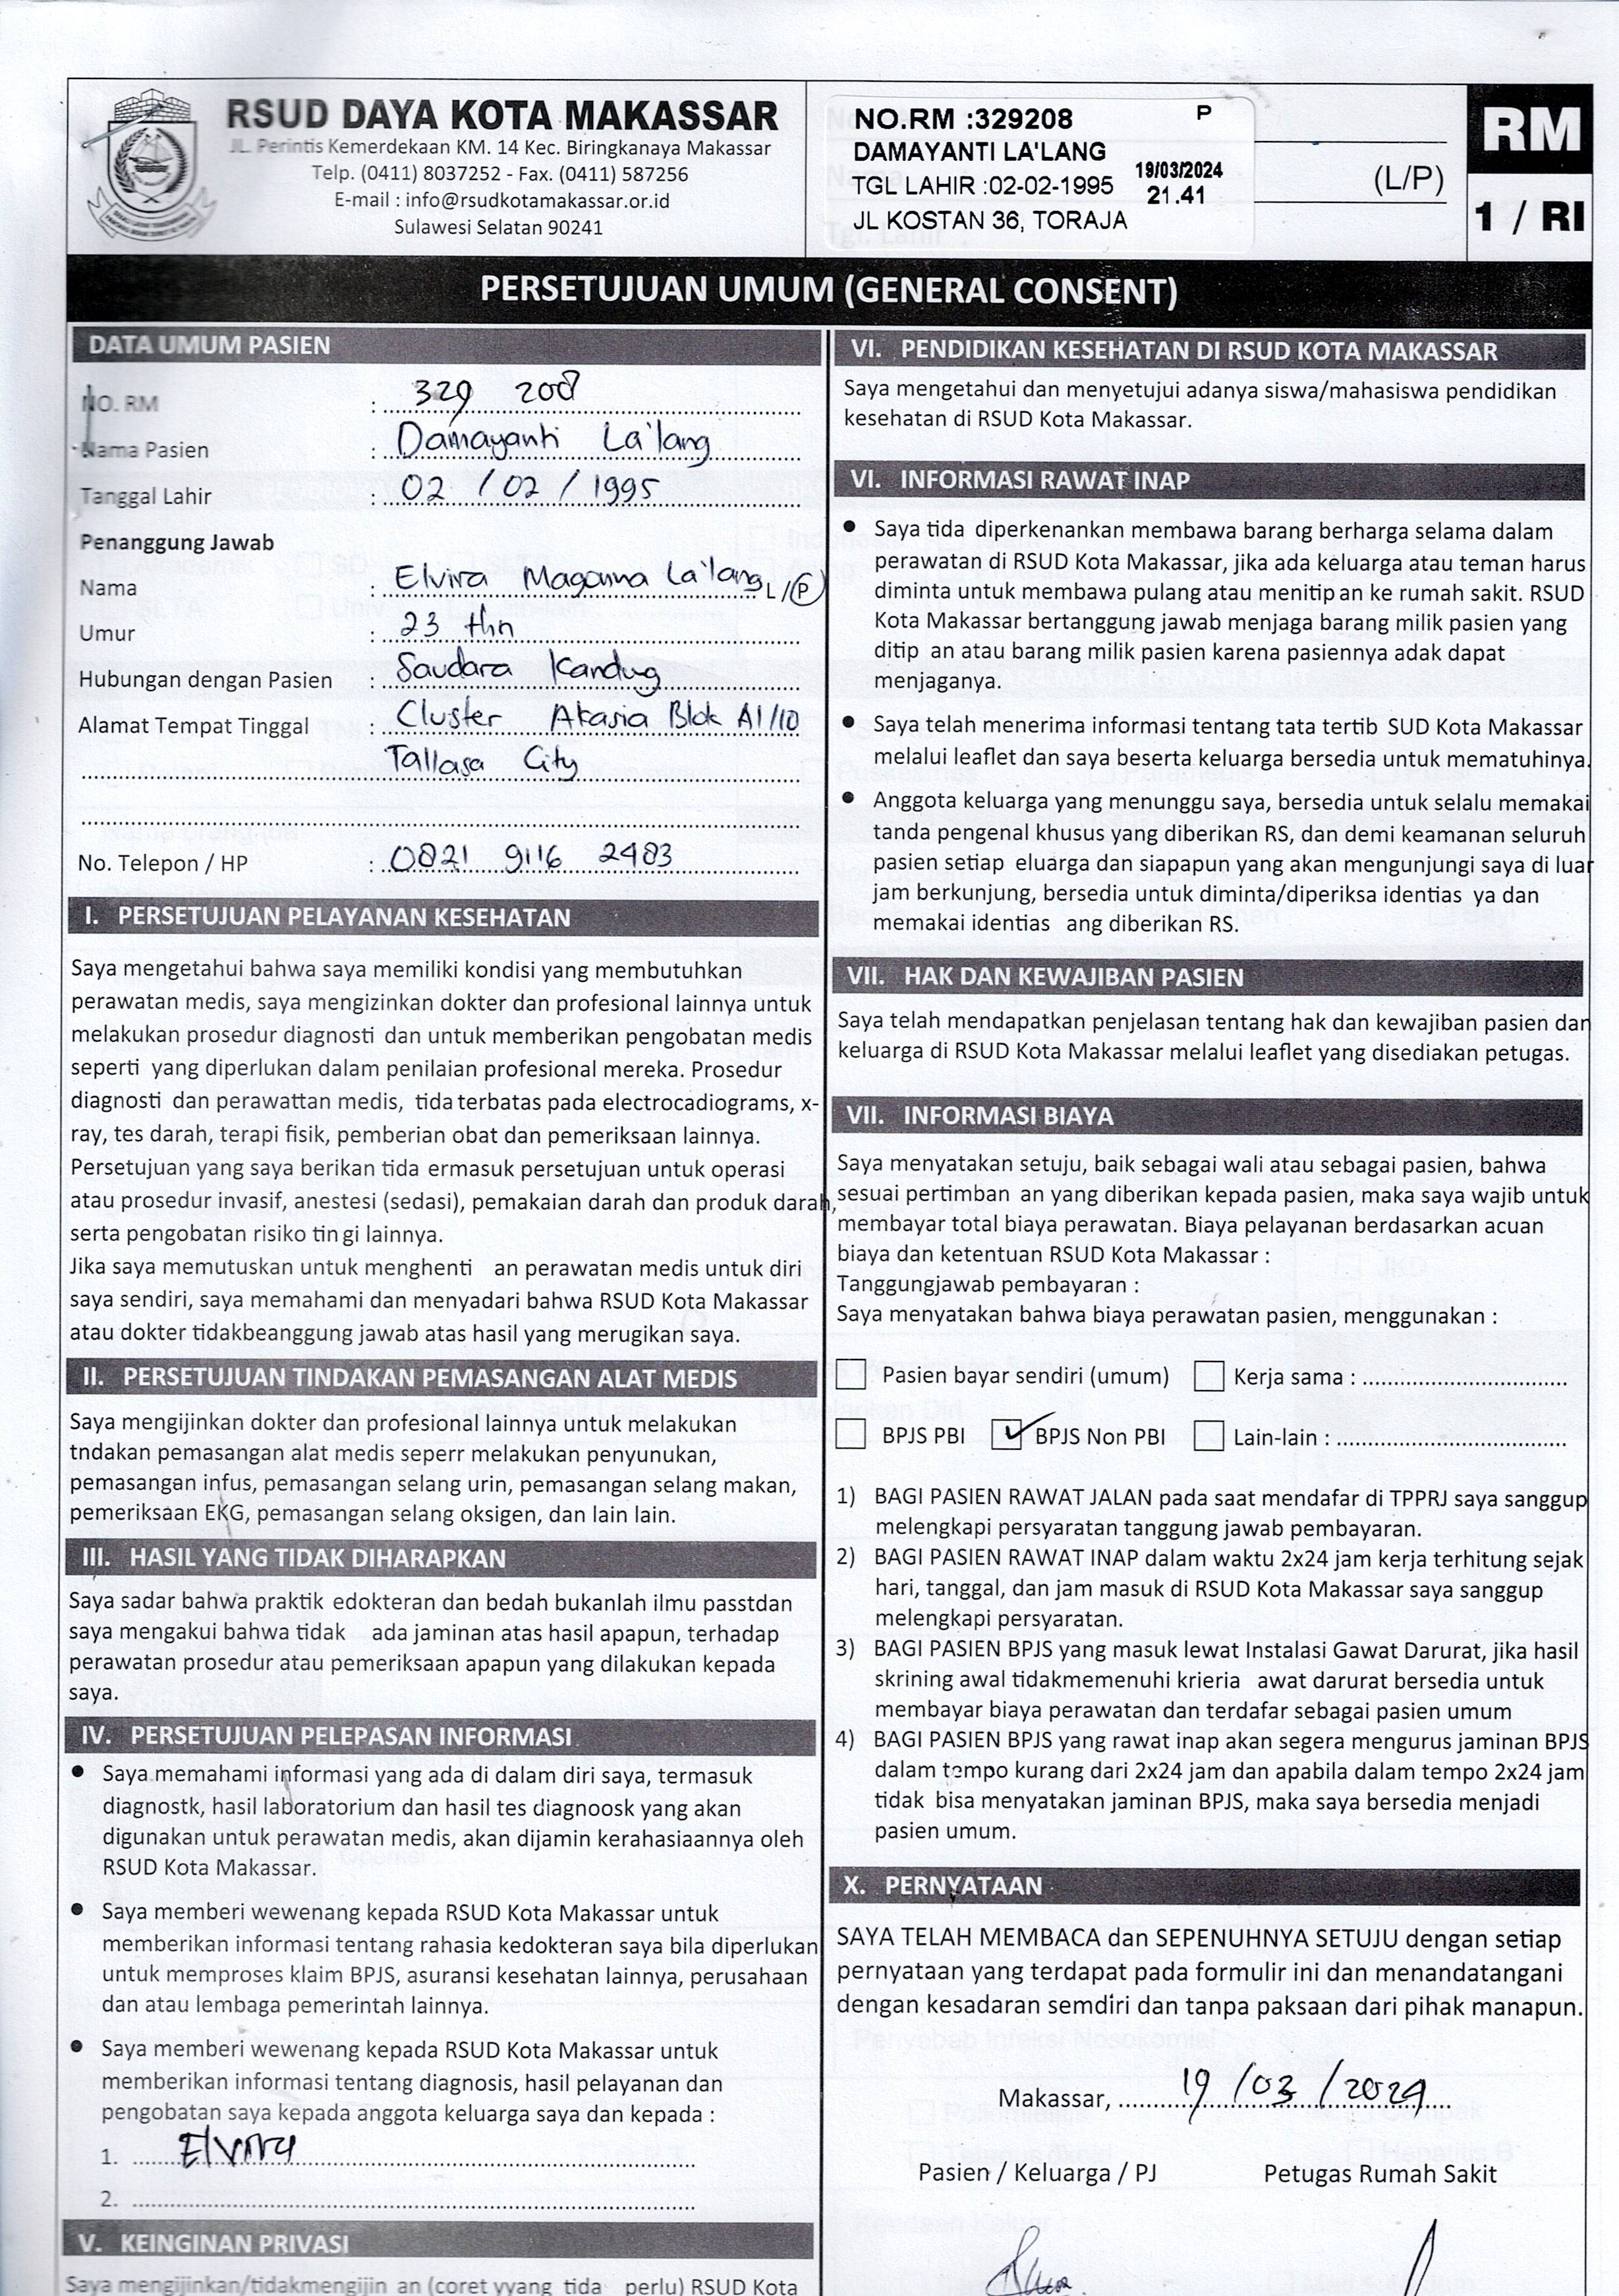 RSUD DAYA KOTA MAKASSAR
JL. Perintis Kemerdekaan KM. 14 Kec. Biringkanaya Makassar
Telp. (0411) 8037252 - Fax. (0411) 587256
E-mail : info@rsudkotamakassar.or.id
Sulawesi Selatan 90241
NO.RM :329208 P
DAMAYANTI LA'LANG
TGL LAHIR :02-02-1995 19/03/2024
21.41
JL KOSTAN 36, TORAJA
(L/P)
RM
1 / RI
PERSETUJUAN UMUM (GENERAL CONSENT)
DATA UMUM PASIEN
NO. RM : 329 208
Nama Pasien : Damayanti La'lang
Tanggal Lahir : 02 / 02 / 1995
Penanggung Jawab
Nama : Elvira Maganna La'lang L/P
Umur : 23 thn
Hubungan dengan Pasien : Saudara Kandug
Alamat Tempat Tinggal : Cluster Akasia Blok A1/10
Tallasa City
No. Telepon / HP : 0821 9116 2483
I. PERSETUJUAN PELAYANAN KESEHATAN
Saya mengetahui bahwa saya memiliki kondisi yang membutuhkan
perawatan medis, saya mengizinkan dokter dan profesional lainnya untuk
melakukan prosedur diagnosti dan untuk memberikan pengobatan medis
seperti yang diperlukan dalam penilaian profesional mereka. Prosedur
diagnosti dan perawattan medis, tida terbatas pada electrocadiograms, x-
ray, tes darah, terapi fisik, pemberian obat dan pemeriksaan lainnya.
Persetujuan yang saya berikan tida ermasuk persetujuan untuk operasi
atau prosedur invasif, anestesi (sedasi), pemakaian darah dan produk darah,
serta pengobatan risiko tin gi lainnya.
Jika saya memutuskan untuk menghenti an perawatan medis untuk diri
saya sendiri, saya memahami dan menyadari bahwa RSUD Kota Makassar
atau dokter tidakbeanggung jawab atas hasil yang merugikan saya.
II. PERSETUJUAN TINDAKAN PEMASANGAN ALAT MEDIS
Saya mengijinkan dokter dan profesional lainnya untuk melakukan
tndakan pemasangan alat medis seperr melakukan penyunukan,
pemasangan infus, pemasangan selang urin, pemasangan selang makan,
pemeriksaan EKG, pemasangan selang oksigen, dan lain lain.
III. HASIL YANG TIDAK DIHARAPKAN
Saya sadar bahwa praktik edokteran dan bedah bukanlah ilmu passtdan
saya mengakui bahwa tidak ada jaminan atas hasil apapun, terhadap
perawatan prosedur atau pemeriksaan apapun yang dilakukan kepada
saya.
IV. PERSETUJUAN PELEPASAN INFORMASI
● Saya memahami informasi yang ada di dalam diri saya, termasuk
diagnostk, hasil laboratorium dan hasil tes diagnoosk yang akan
digunakan untuk perawatan medis, akan dijamin kerahasiaannya oleh
RSUD Kota Makassar.
● Saya memberi wewenang kepada RSUD Kota Makassar untuk
memberikan informasi tentang rahasia kedokteran saya bila diperlukan
untuk memproses klaim BPJS, asuransi kesehatan lainnya, perusahaan
dan atau lembaga pemerintah lainnya.
● Saya memberi wewenang kepada RSUD Kota Makassar untuk
memberikan informasi tentang diagnosis, hasil pelayanan dan
pengobatan saya kepada anggota keluarga saya dan kepada :
1. Elvira
2.
V. KEINGINAN PRIVASI
Saya mengijinkan/tidakmengijin an (coret yyang tida perlu) RSUD Kota
VI. PENDIDIKAN KESEHATAN DI RSUD KOTA MAKASSAR
Saya mengetahui dan menyetujui adanya siswa/mahasiswa pendidikan
kesehatan di RSUD Kota Makassar.
VI. INFORMASI RAWAT INAP
● Saya tida diperkenankan membawa barang berharga selama dalam
perawatan di RSUD Kota Makassar, jika ada keluarga atau teman harus
diminta untuk membawa pulang atau menitip an ke rumah sakit. RSUD
Kota Makassar bertanggung jawab menjaga barang milik pasien yang
ditip an atau barang milik pasien karena pasiennya adak dapat
menjaganya.
● Saya telah menerima informasi tentang tata tertib SUD Kota Makassar
melalui leaflet dan saya beserta keluarga bersedia untuk mematuhinya.
● Anggota keluarga yang menunggu saya, bersedia untuk selalu memakai
tanda pengenal khusus yang diberikan RS, dan demi keamanan seluruh
pasien setiap eluarga dan siapapun yang akan mengunjungi saya di luar
jam berkunjung, bersedia untuk diminta/diperiksa identias ya dan
memakai identias ang diberikan RS.
VII. HAK DAN KEWAJIBAN PASIEN
Saya telah mendapatkan penjelasan tentang hak dan kewajiban pasien dan
keluarga di RSUD Kota Makassar melalui leaflet yang disediakan petugas.
VII. INFORMASI BIAYA
Saya menyatakan setuju, baik sebagai wali atau sebagai pasien, bahwa
sesuai pertimban an yang diberikan kepada pasien, maka saya wajib untuk
membayar total biaya perawatan. Biaya pelayanan berdasarkan acuan
biaya dan ketentuan RSUD Kota Makassar :
Tanggungjawab pembayaran :
Saya menyatakan bahwa biaya perawatan pasien, menggunakan :
Pasien bayar sendiri (umum) Kerja sama :
BPJS PBI ✓ BPJS Non PBI Lain-lain :
1) BAGI PASIEN RAWAT JALAN pada saat mendafar di TPPRJ saya sanggup
melengkapi persyaratan tanggung jawab pembayaran.
2) BAGI PASIEN RAWAT INAP dalam waktu 2x24 jam kerja terhitung sejak
hari, tanggal, dan jam masuk di RSUD Kota Makassar saya sanggup
melengkapi persyaratan.
3) BAGI PASIEN BPJS yang masuk lewat Instalasi Gawat Darurat, jika hasil
skrining awal tidakmemenuhi krieria awat darurat bersedia untuk
membayar biaya perawatan dan terdafar sebagai pasien umum
4) BAGI PASIEN BPJS yang rawat inap akan segera mengurus jaminan BPJS
dalam tempo kurang dari 2x24 jam dan apabila dalam tempo 2x24 jam
tidak bisa menyatakan jaminan BPJS, maka saya bersedia menjadi
pasien umum.
X. PERNYATAAN
SAYA TELAH MEMBACA dan SEPENUHNYA SETUJU dengan setiap
pernyataan yang terdapat pada formulir ini dan menandatangani
dengan kesadaran semdiri dan tanpa paksaan dari pihak manapun.
Makassar, 19 / 03 / 2024
Pasien / Keluarga / PJ Petugas Rumah Sakit